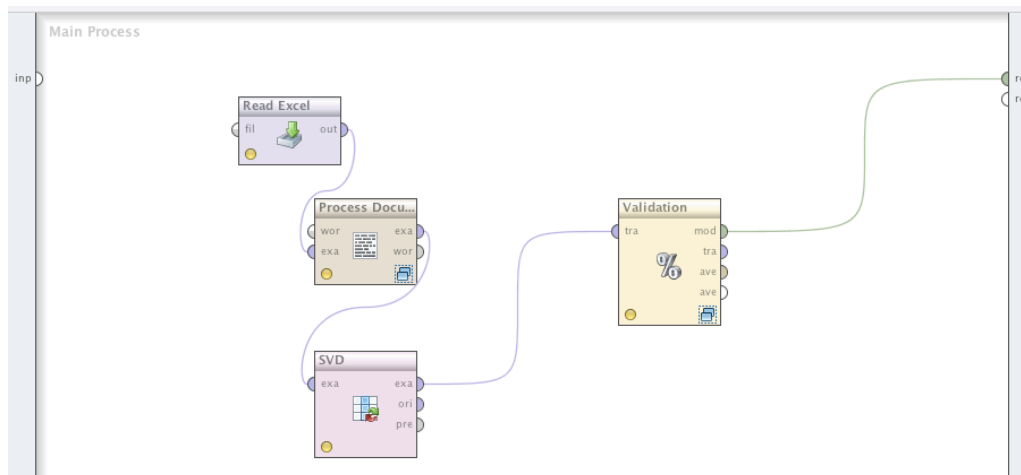 Main Process
inp
Read Excel
fil
out
Process Docu...
wor
exa
exa
wor
SVD
exa
exa
ori
pre
Validation
tra
mod
tra
ave
ave
%